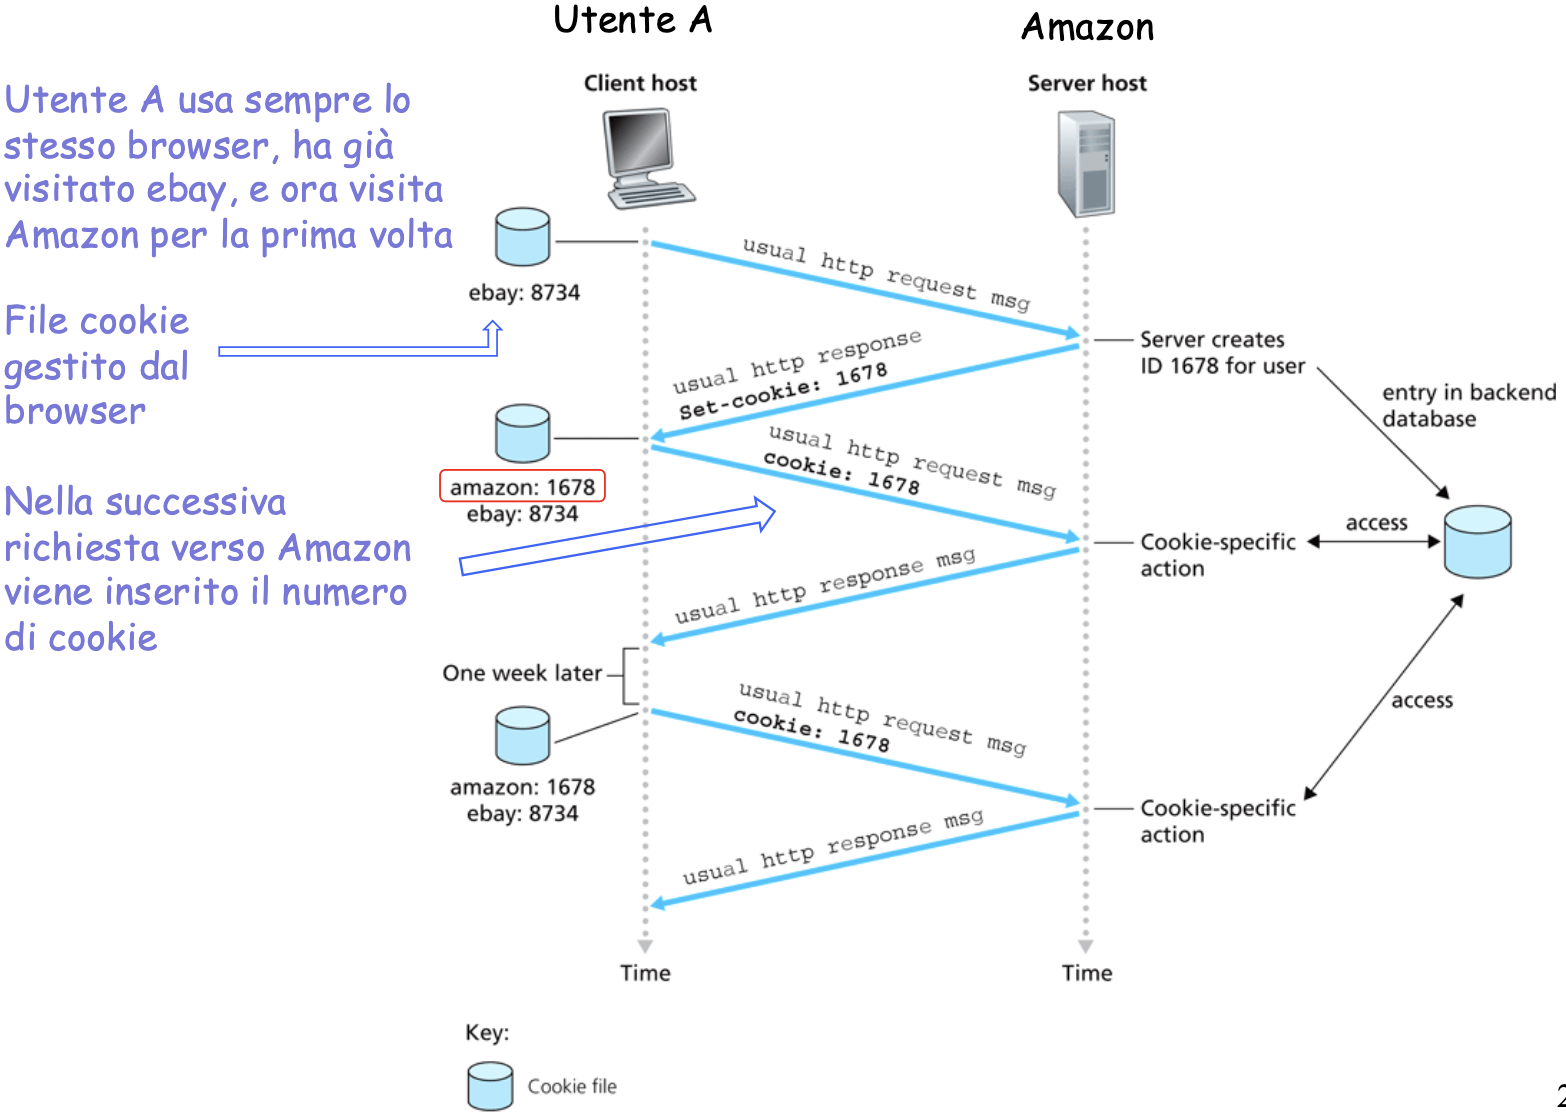 Utente A
Amazon
Client host
Server host
Utente A usa sempre lo
stesso browser, ha già
visitato ebay, e ora visita
Amazon per la prima volta
usual http request msg
ebay: 8734
File cookie
gestito dal
browser
Server creates
ID 1678 for user
usual http response
Set-cookie: 1678
entry in backend
database
usual http request msg
cookie: 1678
amazon: 1678
ebay: 8734
Nella successiva
richiesta verso Amazon
viene inserito il numero
di cookie
access
Cookie-specific
action
usual http response msg
One week later
usual http request msg
cookie: 1678
access
amazon: 1678
ebay: 8734
Cookie-specific
action
usual http response msg
Time
Time
Key:
Cookie file
2